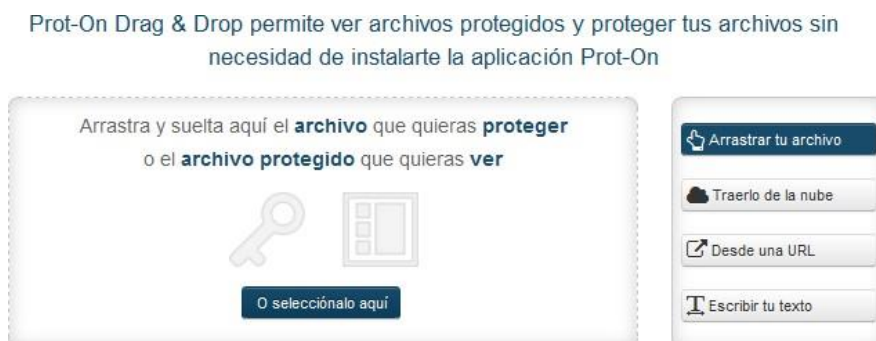 Prot-On Drag & Drop permite ver archivos protegidos y proteger tus archivos sin
necesidad de instalarte la aplicación Prot-On
Arrastra y suelta aquí el archivo que quieras proteger
o el archivo protegido que quieras ver
O selecciónalo aquí
Arrastrar tu archivo
Traerlo de la nube
Desde una URL
Escribir tu texto